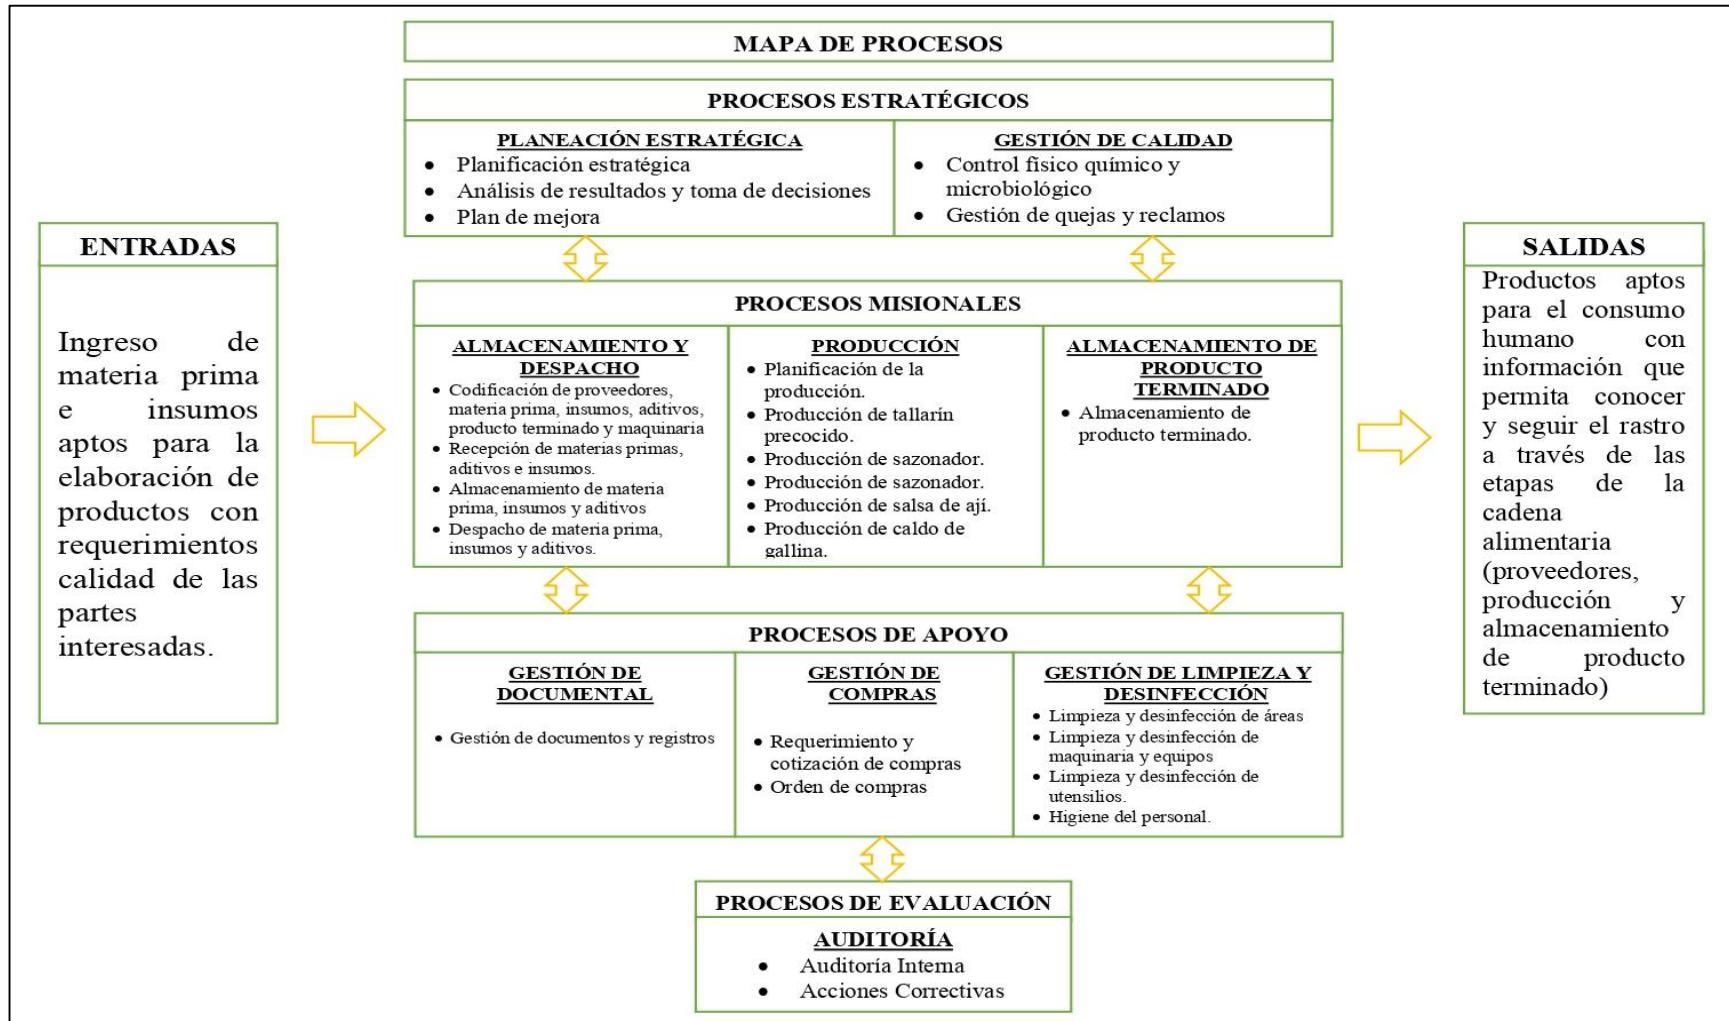 MAPA DE PROCESOS
PROCESOS ESTRATÉGICOS
PLANEACIÓN ESTRATÉGICA
• Planificación estratégica
• Análisis de resultados y toma de decisiones
• Plan de mejora
GESTIÓN DE CALIDAD
• Control físico químico y
microbiológico
• Gestión de quejas y reclamos
ENTRADAS
Ingreso de
materia prima
e insumos
aptos para la
elaboración de
productos con
requerimientos
calidad de las
partes
interesadas.
PROCESOS MISIONALES
ALMACENAMIENTO Y
DESPACHO
• Codificación de proveedores,
materia prima, insumos, aditivos,
producto terminado y maquinaria
• Recepción de materias primas,
aditivos e insumos.
• Almacenamiento de materia
prima, insumos y aditivos
• Despacho de materia prima,
insumos y aditivos.
PRODUCCIÓN
• Planificación de la
producción.
• Producción de tallarín
precocido.
• Producción de sazonador.
• Producción de sazonador.
• Producción de salsa de ají.
• Producción de caldo de
gallina.
ALMACENAMIENTO DE
PRODUCTO
TERMINADO
• Almacenamiento de
producto terminado.
SALIDAS
Productos aptos
para el consumo
humano con
información que
permita conocer
y seguir el rastro
a través de las
etapas de la
cadena
alimentaria
(proveedores,
producción y
almacenamiento
de producto
terminado)
PROCESOS DE APOYO
GESTIÓN DE
DOCUMENTAL
• Gestión de documentos y registros
GESTIÓN DE
COMPRAS
• Requerimiento y
cotización de compras
• Orden de compras
GESTIÓN DE LIMPIEZA Y
DESINFECCIÓN
• Limpieza y desinfección de áreas
• Limpieza y desinfección de
maquinaria y equipos
• Limpieza y desinfección de
utensilios.
• Higiene del personal.
PROCESOS DE EVALUACIÓN
AUDITORÍA
• Auditoría Interna
• Acciones Correctivas